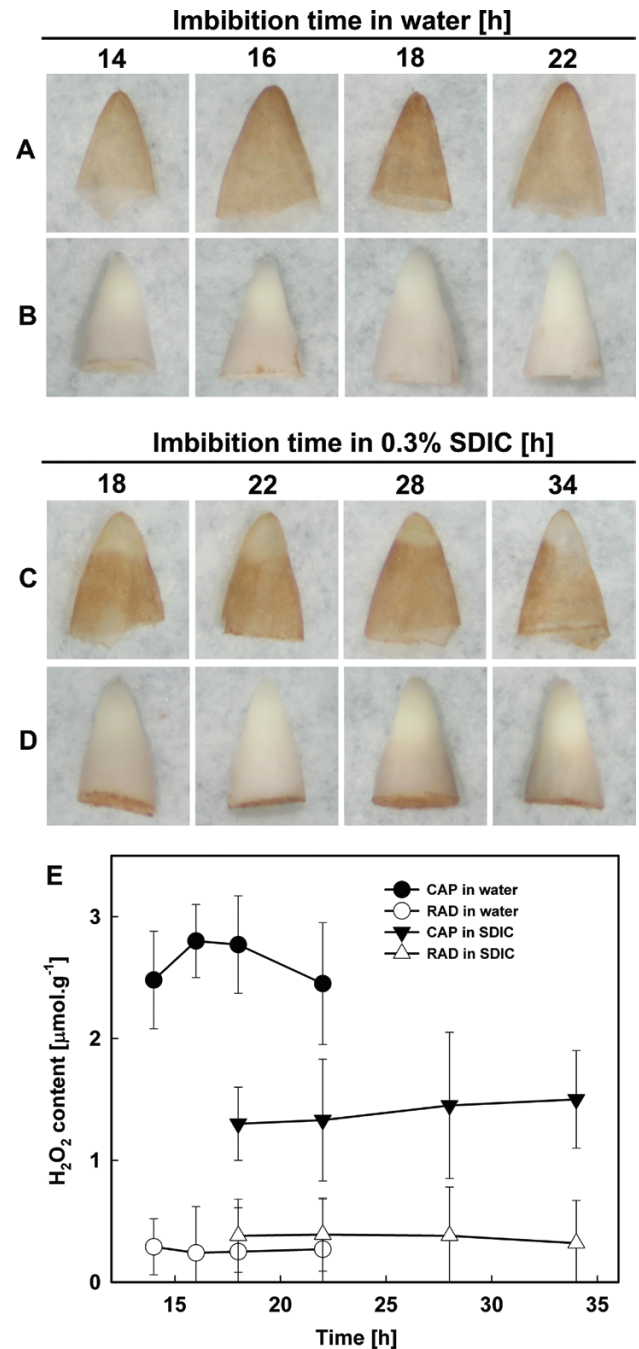 Imbibition time in water [h]
14 16 18 22
A
B
Imbibition time in 0.3% SDIC [h]
18 22 28 34
C
D
E
CAP in water
RAD in water
CAP in SDIC
RAD in SDIC
3
2
1
0
H₂O₂ content [µmol.g⁻¹]
15 20 25 30 35
Time [h]